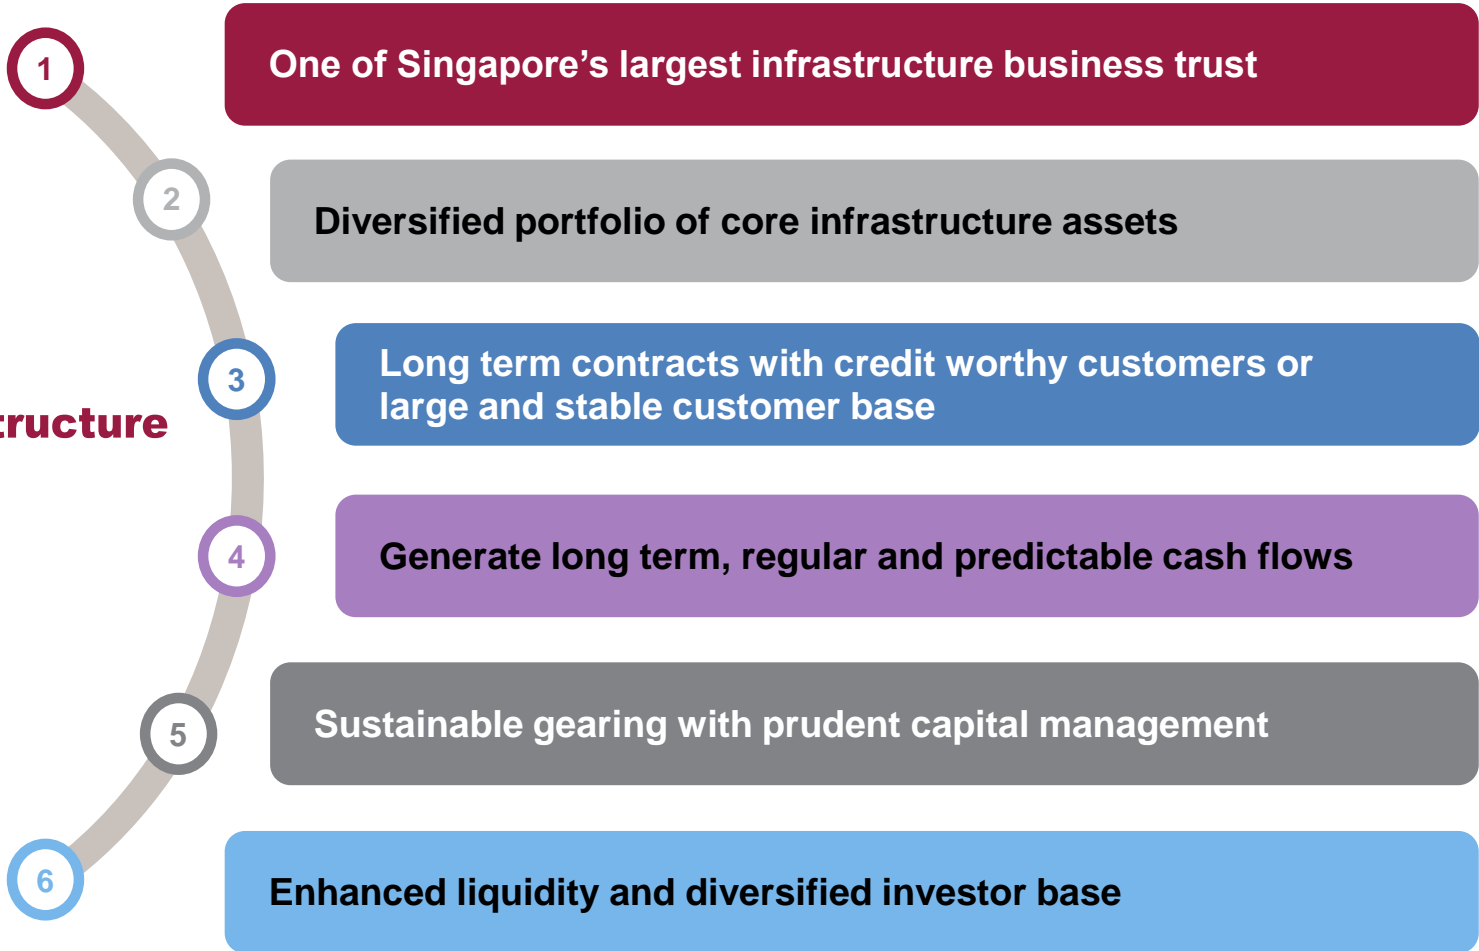 1
One of Singapore’s largest infrastructure business trust
2
Diversified portfolio of core infrastructure assets
3
Long term contracts with credit worthy customers or
large and stable customer base
tructure
4
Generate long term, regular and predictable cash flows
5
Sustainable gearing with prudent capital management
6
Enhanced liquidity and diversified investor base